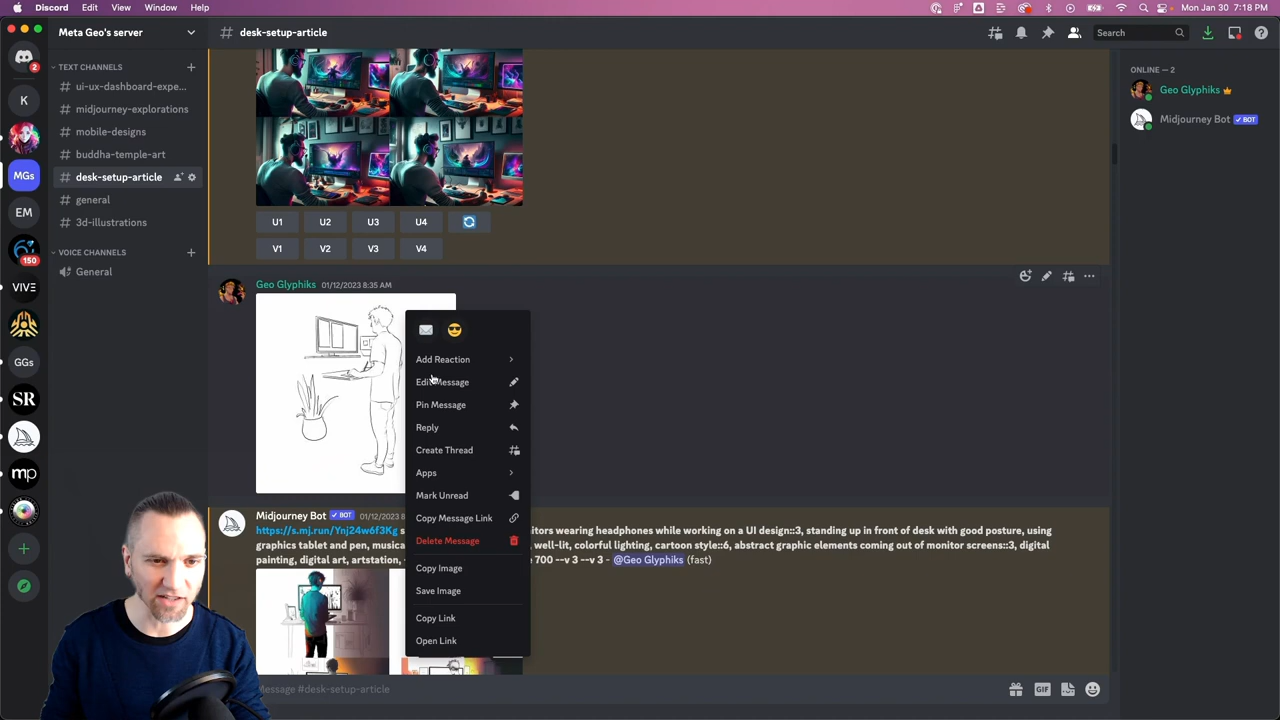 Discord Edit View Window Help
Mon Jan 30 7:18 PM
Meta Geo's server
# desk-setup-article
Search
2
K
MGs
EM
150
VIVE
GGs
SR
mp
TEXT CHANNELS
# ui-ux-dashboard-expe...
# midjourney-explorations
# mobile-designs
# buddha-temple-art
# desk-setup-article
# general
# 3d-illustrations
VOICE CHANNELS
General
U1 U2 U3 U4
V1 V2 V3 V4
Geo Glyphiks 01/12/2023 8:35 AM
Add Reaction
Edit Message
Pin Message
Reply
Create Thread
Apps
Mark Unread
Copy Message Link
Delete Message
Copy Image
Save Image
Copy Link
Open Link
Midjourney Bot BOT 01/12/2023 8
https://s.mj.run/Ynj24w6f3Kg s itors wearing headphones while working on a UI design::3, standing up in front of desk with good posture, using
graphics tablet and pen, musica , well-lit, colorful lighting, cartoon style::6, abstract graphic elements coming out of monitor screens::3, digital
painting, digital art, artstation, - e 700 --v 3 --v 3 - @Geo Glyphiks (fast)
Message #desk-setup-article
GIF
ONLINE — 2
Geo Glyphiks
Midjourney Bot BOT